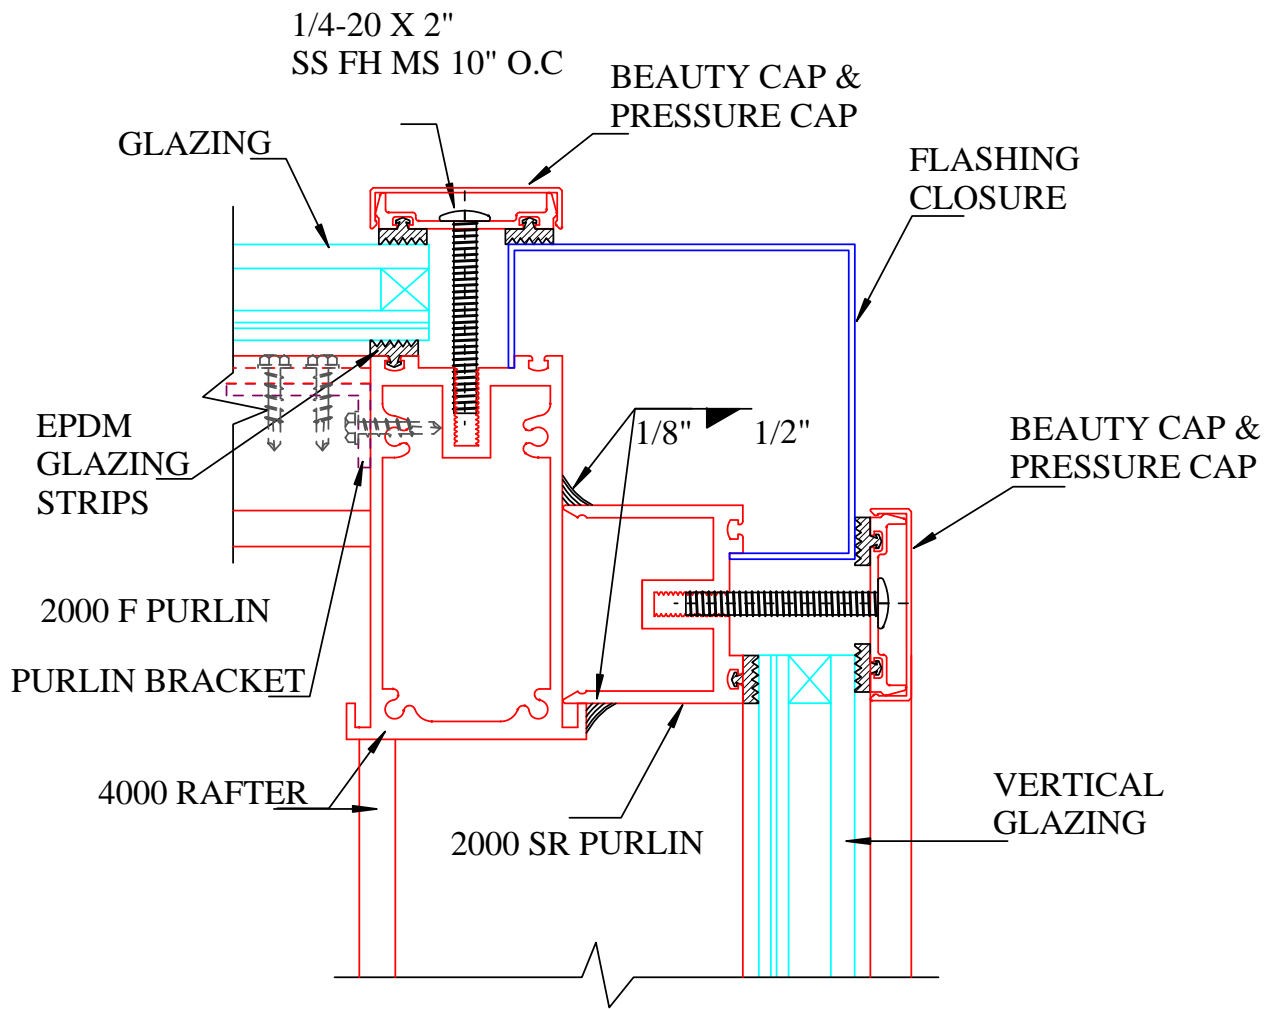 1/4-20 X 2"
SS FH MS 10" O.C
BEAUTY CAP &
PRESSURE CAP
GLAZING
FLASHING
CLOSURE
EPDM
GLAZING
STRIPS
1/8" 1/2"
BEAUTY CAP &
PRESSURE CAP
2000 F PURLIN
PURLIN BRACKET
4000 RAFTER
2000 SR PURLIN
VERTICAL
GLAZING